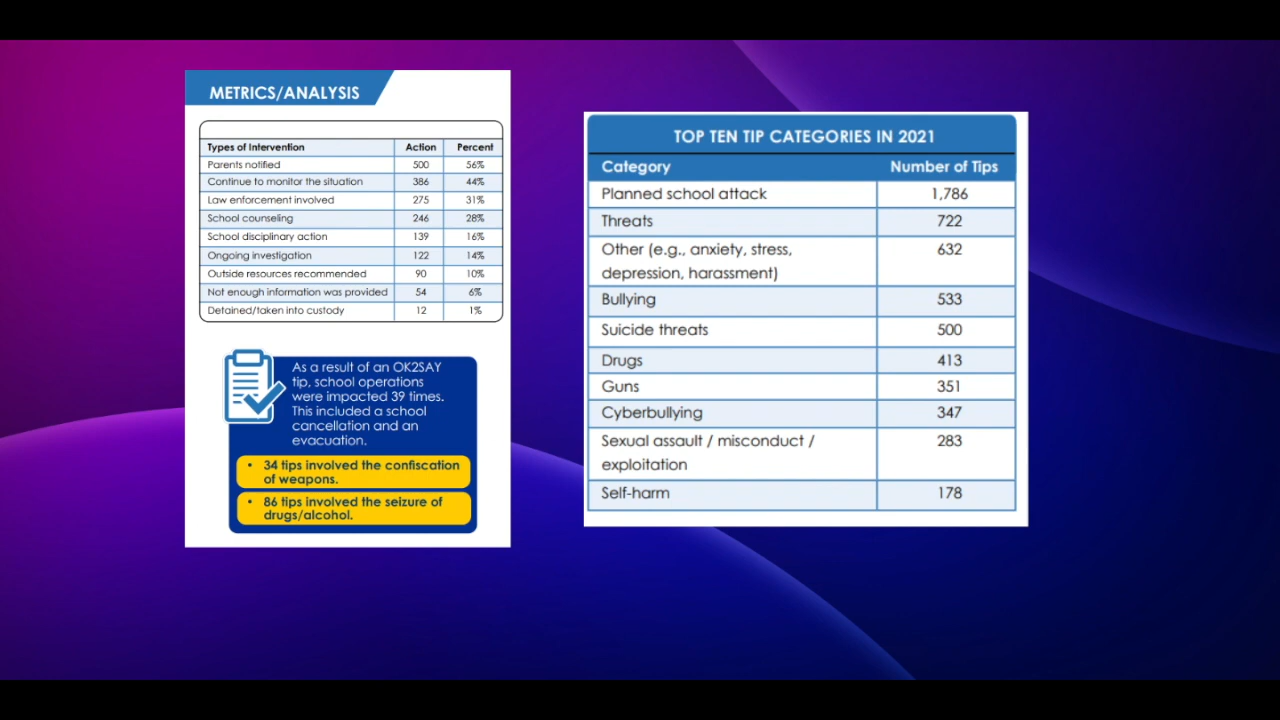 METRICS/ANALYSIS
Types of Intervention Action Percent
Parents notified 500 56%
Continue to monitor the situation 386 44%
Law enforcement involved 275 31%
School counseling 246 28%
School disciplinary action 139 16%
Ongoing investigation 122 14%
Outside resources recommended 90 10%
Not enough information was provided 54 6%
Detained/taken into custody 12 1%
As a result of an OK2SAY
tip, school operations
were impacted 39 times.
This included a school
cancellation and an
evacuation.
• 34 tips involved the confiscation
of weapons.
• 86 tips involved the seizure of
drugs/alcohol.
TOP TEN TIP CATEGORIES IN 2021
Category Number of Tips
Planned school attack 1,786
Threats 722
Other (e.g., anxiety, stress, 632
depression, harassment)
Bullying 533
Suicide threats 500
Drugs 413
Guns 351
Cyberbullying 347
Sexual assault / misconduct / 283
exploitation
Self-harm 178